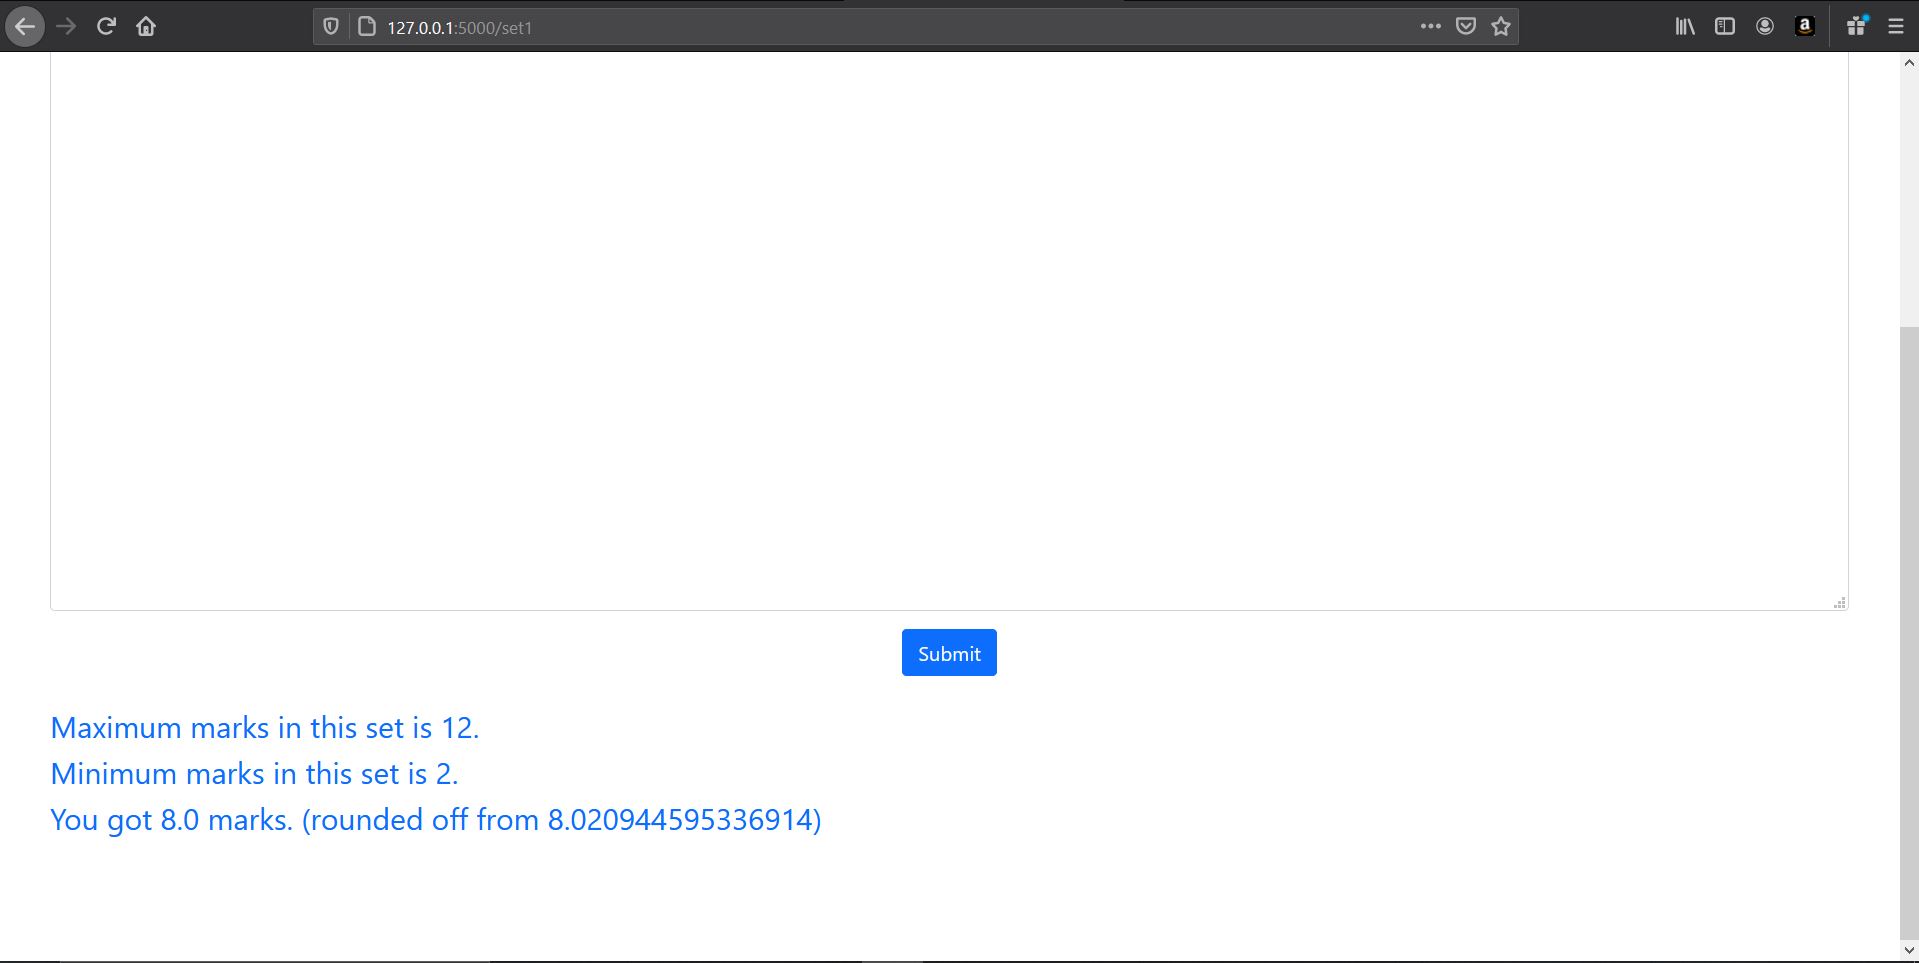 127.0.0.1:5000/set1
a
Submit
Maximum marks in this set is 12.
Minimum marks in this set is 2.
You got 8.0 marks. (rounded off from 8.020944595336914)